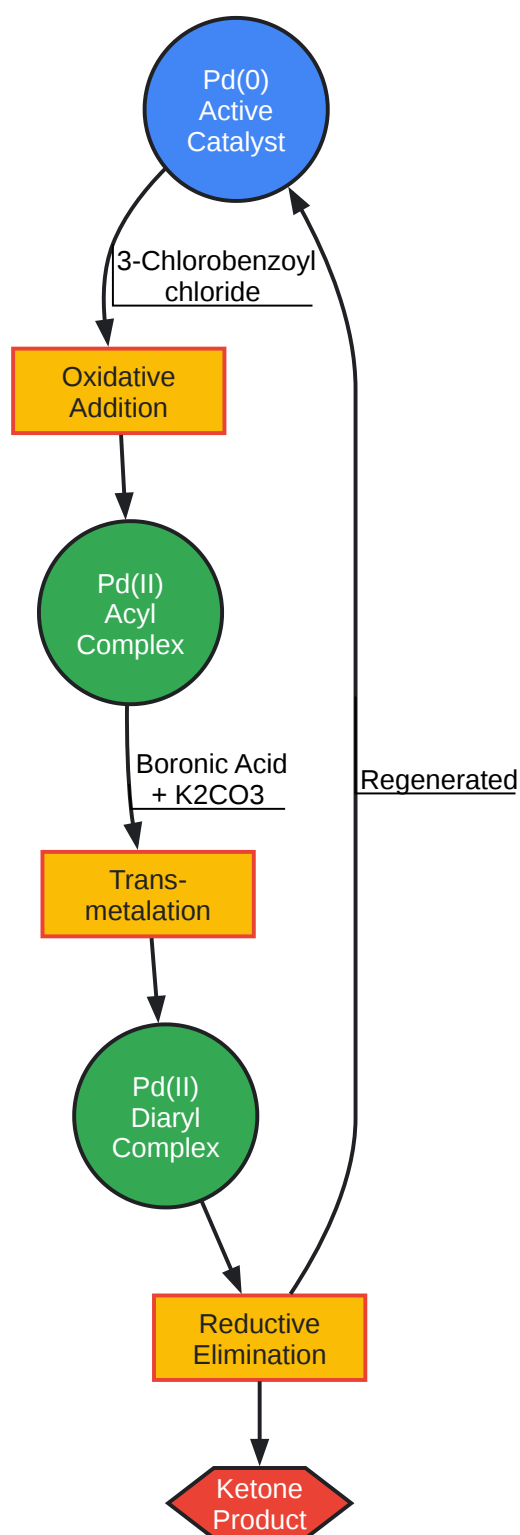 Pd(0)
Active
Catalyst
3-Chlorobenzoyl
chloride
Oxidative
Addition
Pd(II)
Acyl
Complex
Boronic Acid
+ K2CO3
Regenerated
Trans-
metalation
Pd(II)
Diaryl
Complex
Reductive
Elimination
Ketone
Product